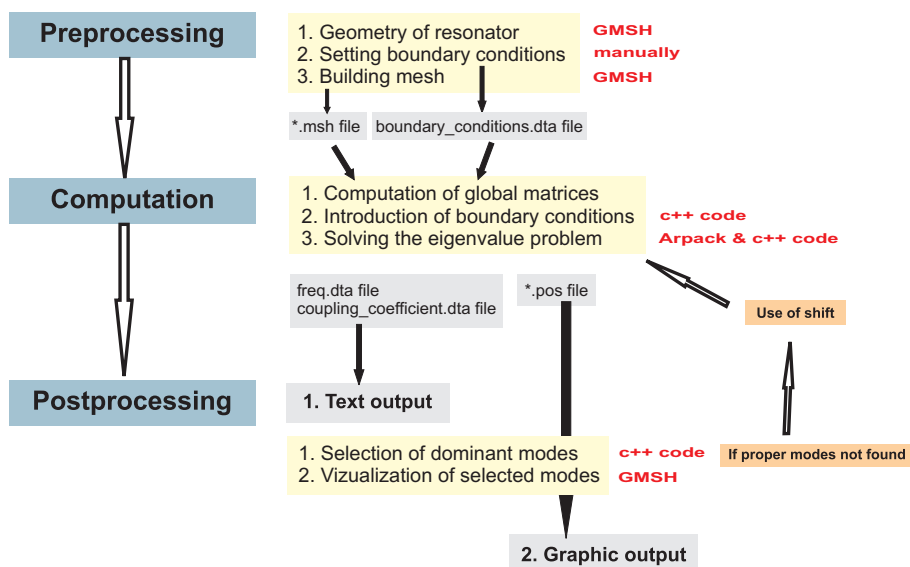 Preprocessing
1. Geometry of resonator GMSH
2. Setting boundary conditions manually
3. Building mesh GMSH
*.msh file boundary_conditions.dta file
Computation
1. Computation of global matrices
2. Introduction of boundary conditions c++ code
3. Solving the eigenvalue problem Arpack & c++ code
freq.dta file
coupling_coefficient.dta file
*.pos file
Use of shift
Postprocessing
1. Text output
1. Selection of dominant modes c++ code
2. Vizualization of selected modes GMSH
If proper modes not found
2. Graphic output